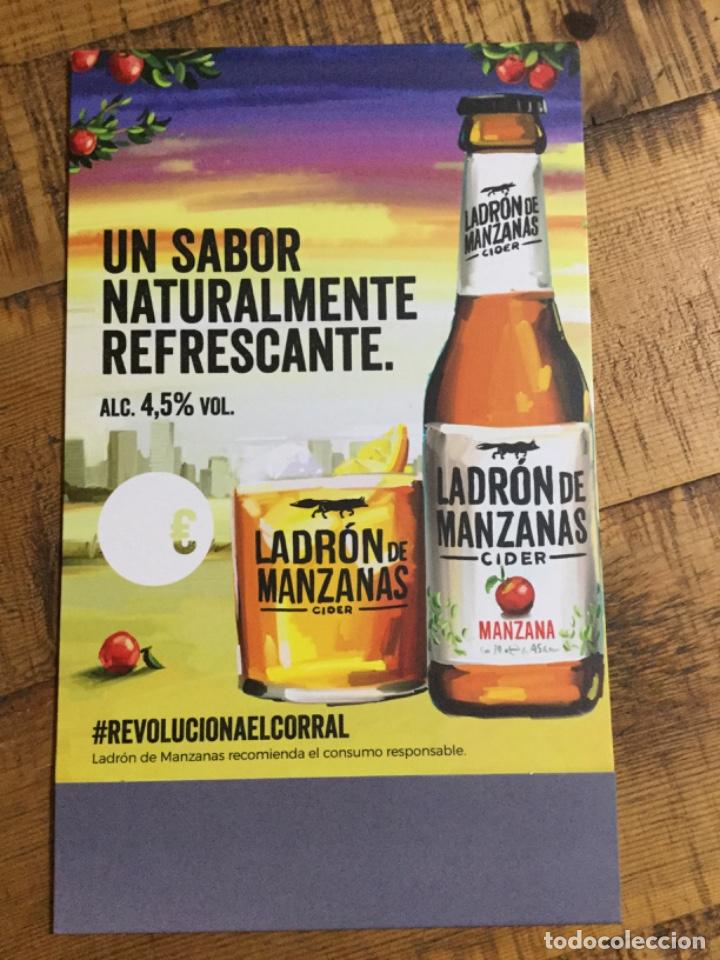 UN SABOR
NATURALMENTE
REFRESCANTE.
ALC. 4,5% VOL.
€
LADRÓN DE
MANZANAS
CIDER
LADRÓN DE
MANZANAS
CIDER
MANZANA
LADRÓN DE
MANZANAS
CIDER
#REVOLUCIONAELCORRAL
Ladrón de Manzanas recomienda el consumo responsable.
todocoleccion